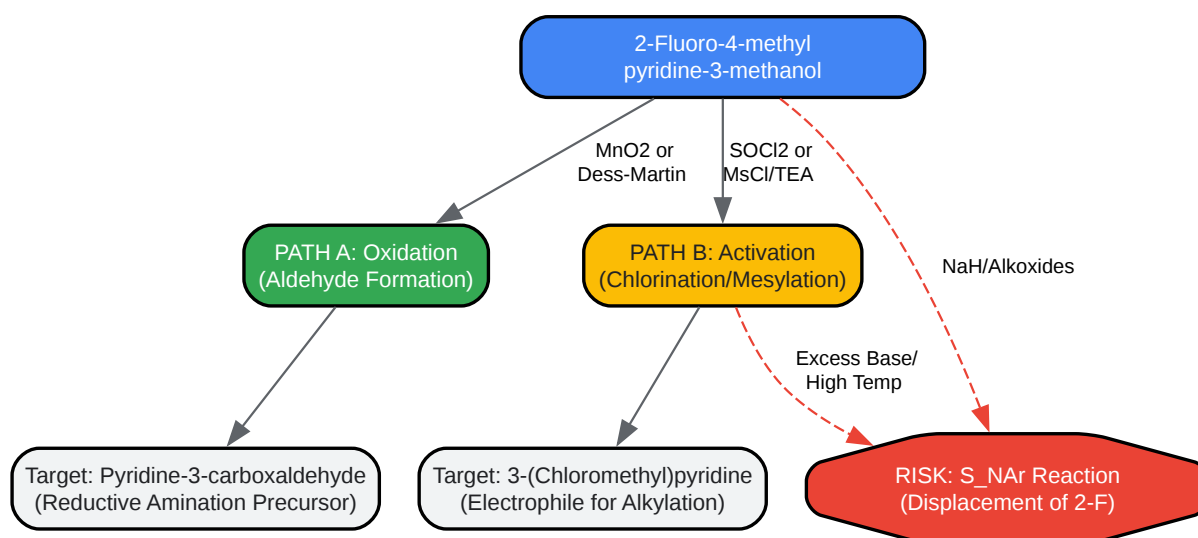 2-Fluoro-4-methyl
pyridine-3-methanol
MnO2 or
Dess-Martin
SOCl2 or
MsCl/TEA
NaH/Alkoxides
PATH A: Oxidation
(Aldehyde Formation)
PATH B: Activation
(Chlorination/Mesylation)
Excess Base/
High Temp
Target: Pyridine-3-carboxaldehyde
(Reductive Amination Precursor)
Target: 3-(Chloromethyl)pyridine
(Electrophile for Alkylation)
RISK: S_NAr Reaction
(Displacement of 2-F)